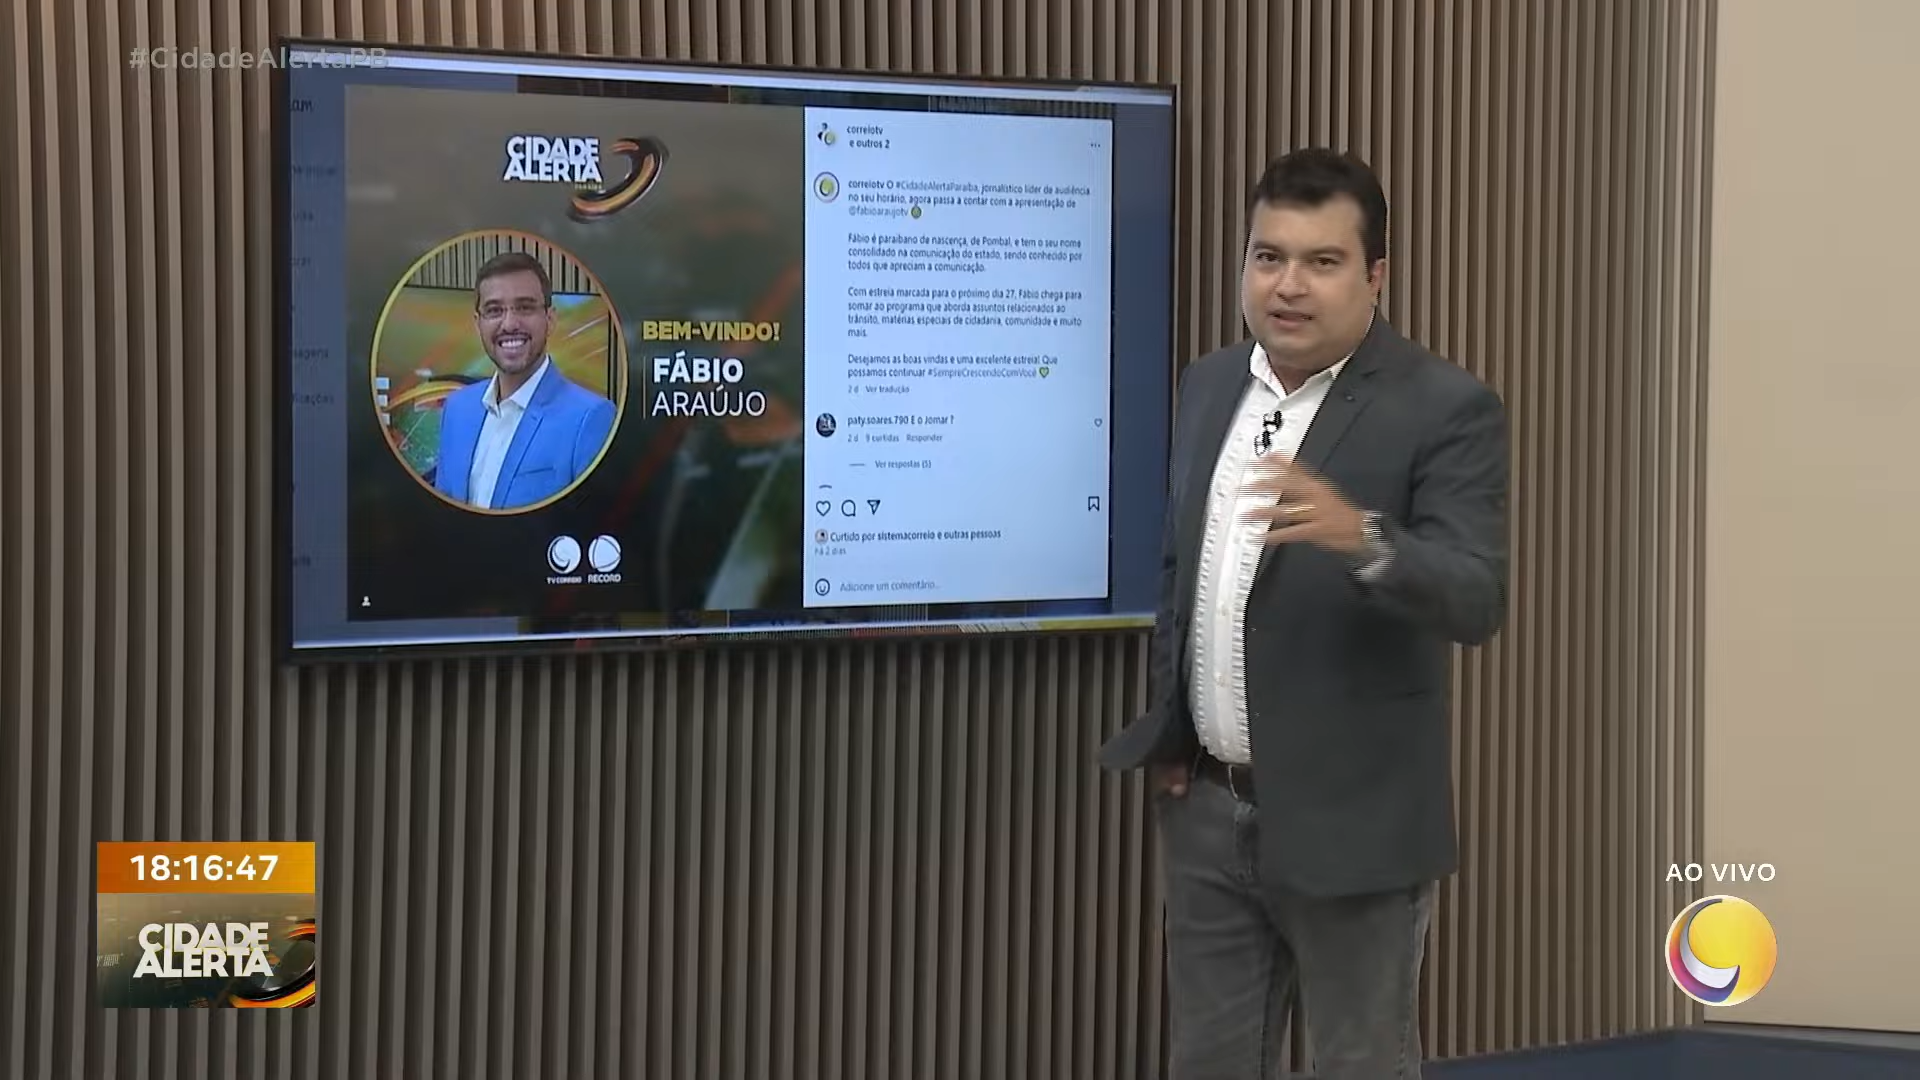 #CidadeAlertaPB
CIDADE
ALERTA
PARAÍBA
BEM-VINDO!
FÁBIO
ARAÚJO
TV CORREIO RECORD
correiotv
e outros 2
correiotv O #CidadeAlertaParaíba, jornalístico líder de audiência
no seu horário, agora passa a contar com a apresentação de
@fabioaraujotv
Fábio é paraibano de nascença, de Pombal, e tem o seu nome
consolidado na comunicação do estado, sendo conhecido por
todos que apreciam a comunicação.
Com estreia marcada para o próximo dia 27, Fábio chega para
somar ao programa que aborda assuntos relacionados ao
trânsito, matérias especiais de cidadania, comunidade e muito
mais.
Desejamos as boas vindas e uma excelente estreia! Que
possamos continuar #SempreCrescendoComVocê
2 d Ver tradução
paty.soares.790 E o Jomar ?
2 d 9 curtidas Responder
Ver respostas (5)
Curtido por sistemacorreio e outras pessoas
há 2 dias
Adicione um comentário...
18:16:47
CIDADE
ALERTA
AO VIVO